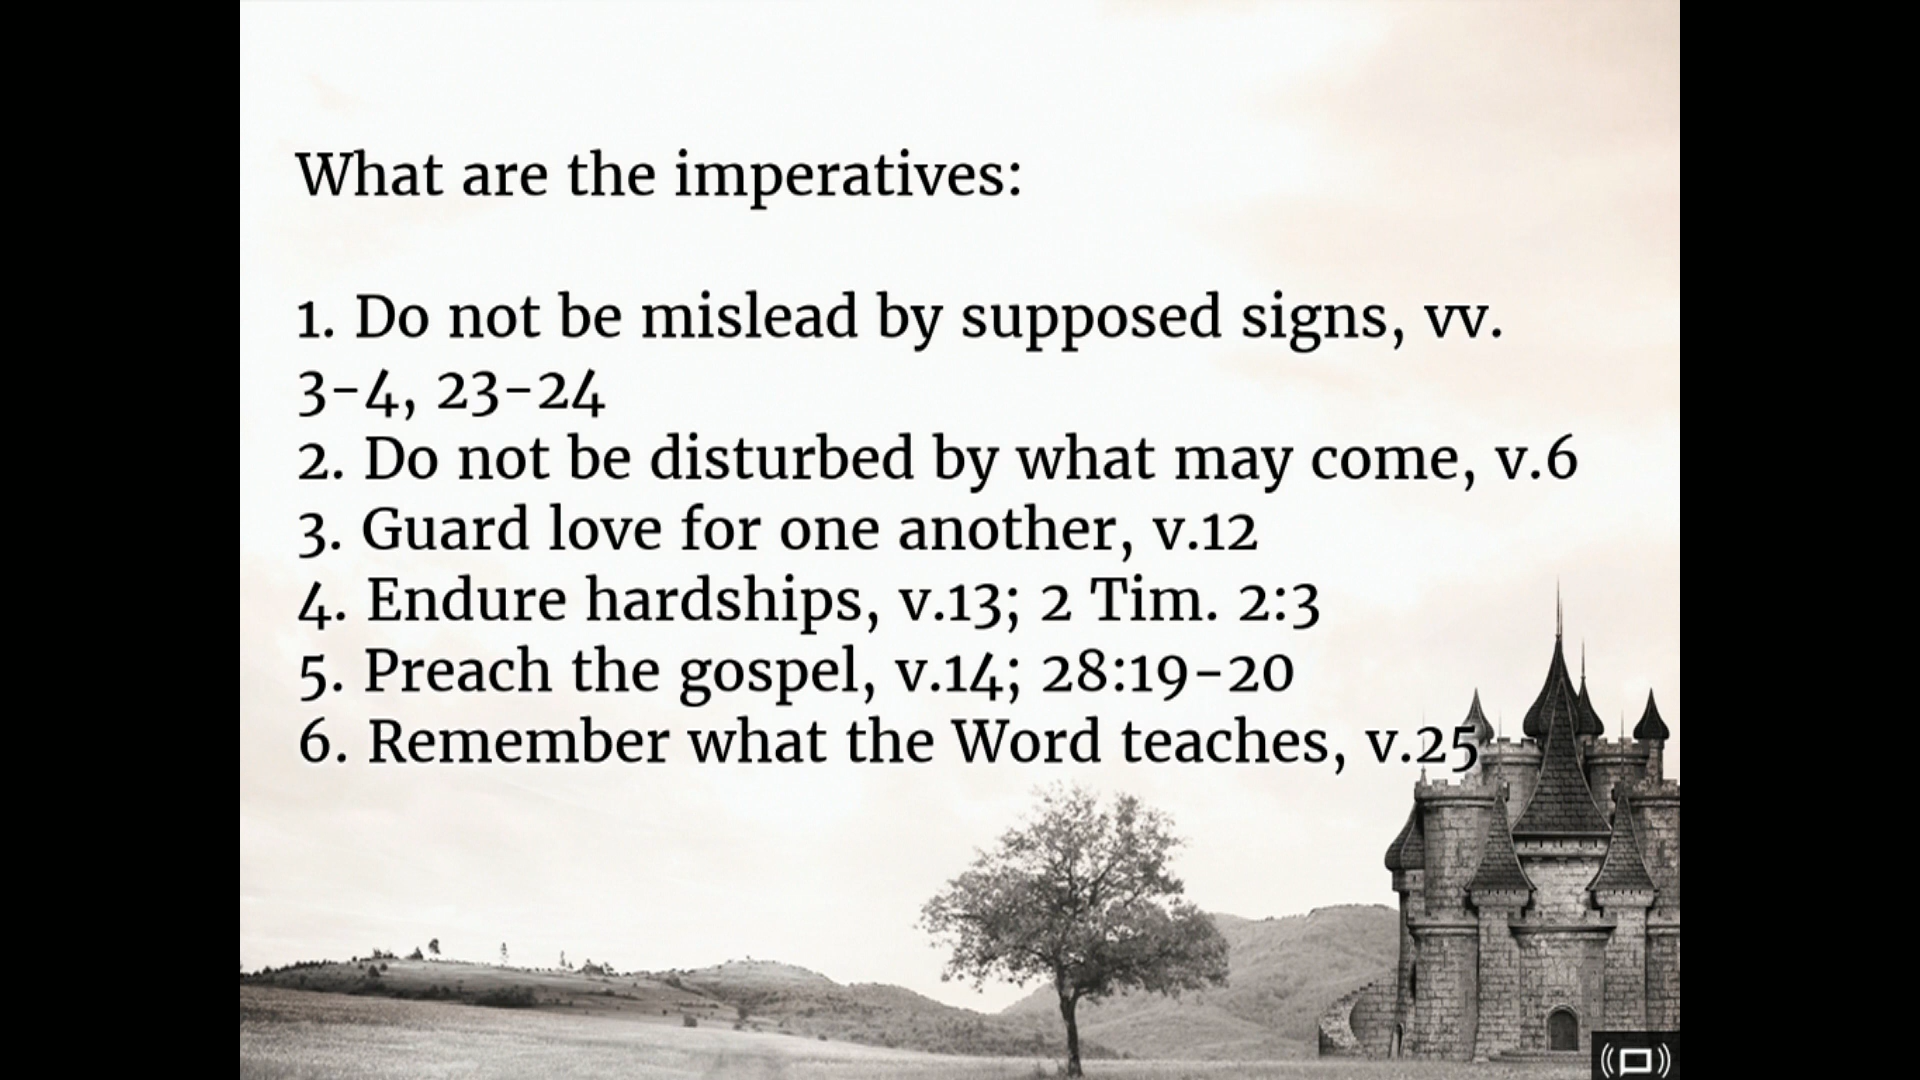 What are the imperatives:
1. Do not be mislead by supposed signs, vv.
3-4, 23-24
2. Do not be disturbed by what may come, v.6
3. Guard love for one another, v.12
4. Endure hardships, v.13; 2 Tim. 2:3
5. Preach the gospel, v.14; 28:19-20
6. Remember what the Word teaches, v.25